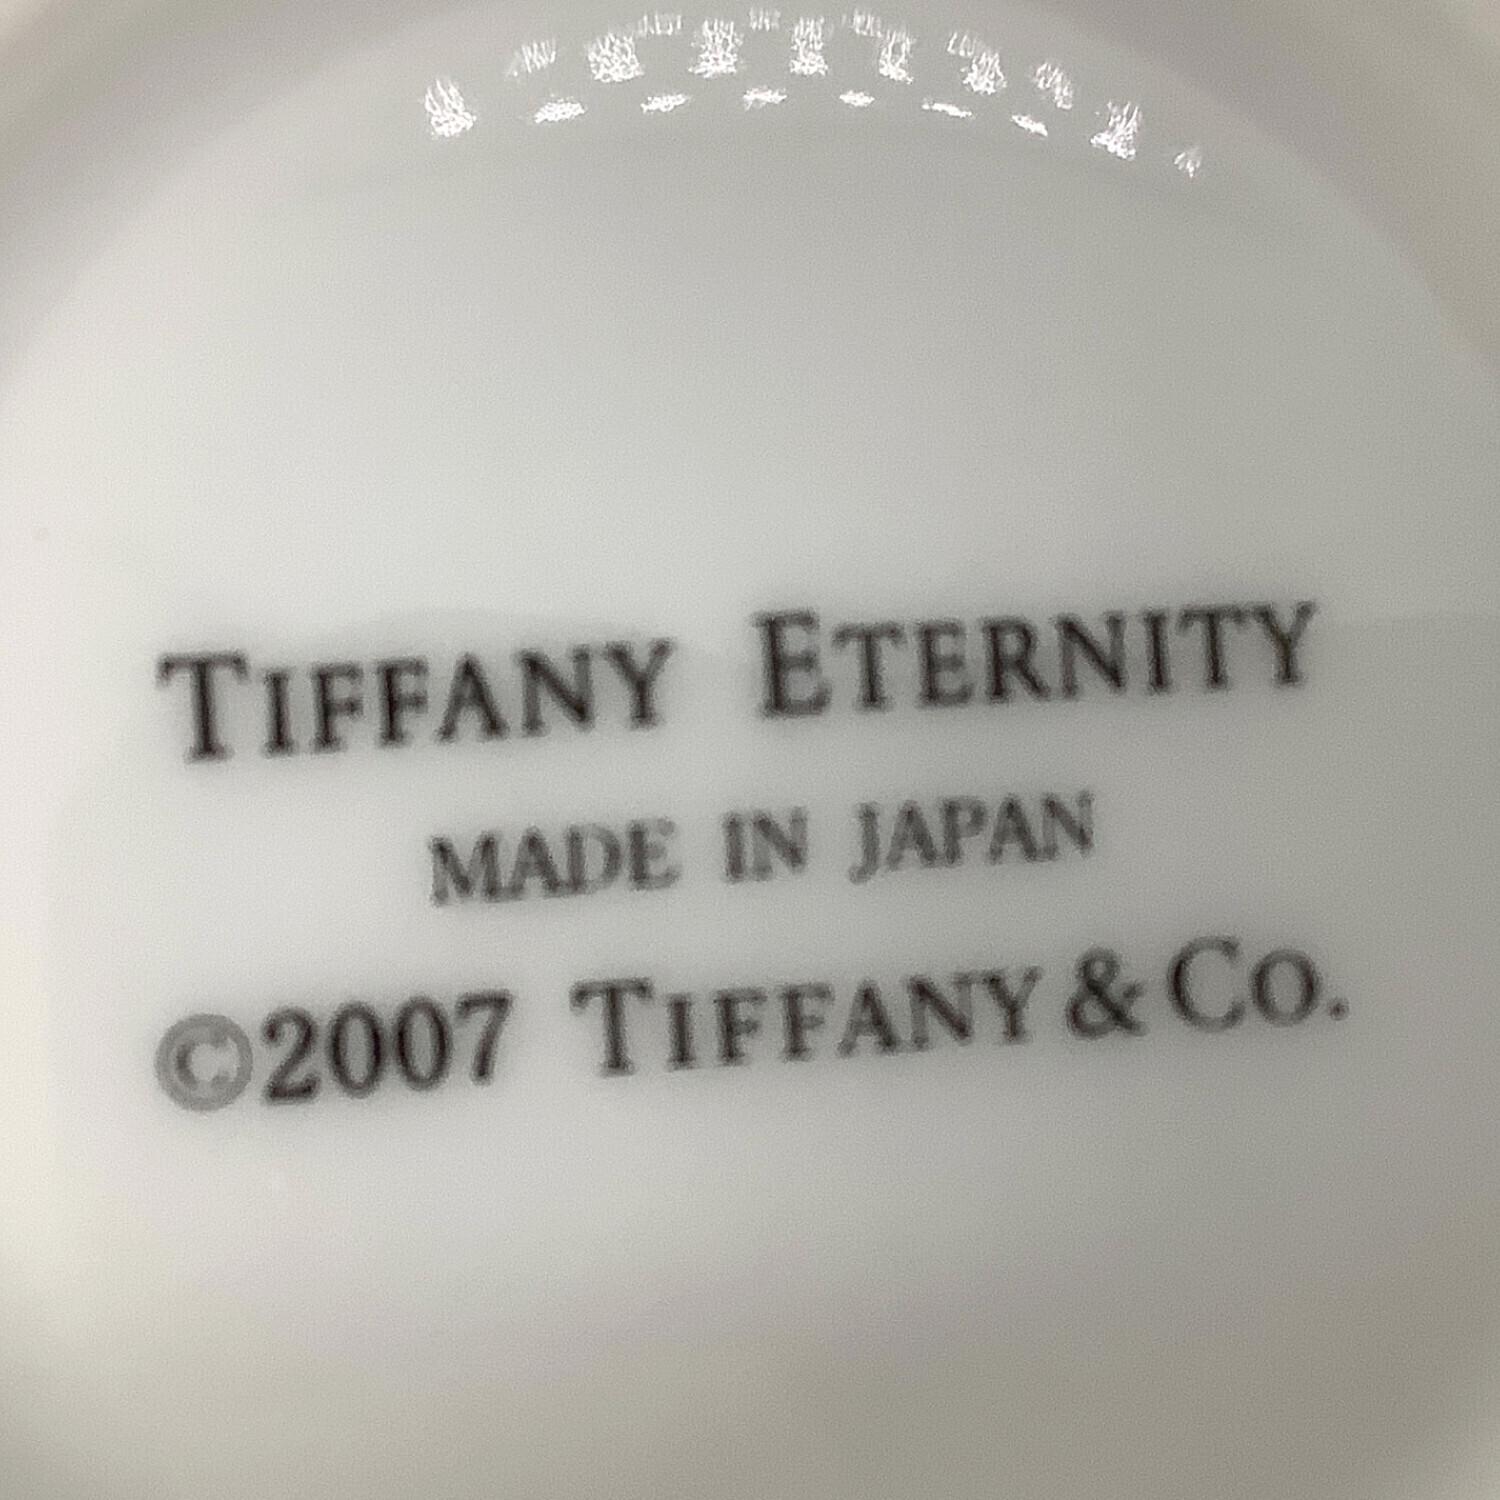 TIFFANY ETERNITY
MADE IN JAPAN
©2007 TIFFANY & CO.